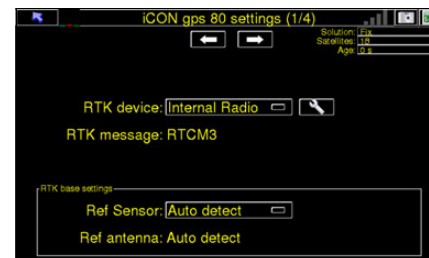 iCON gps 80 settings (1/4)
Solution: Fix
Satellites: 18
Age: 0 s
RTK device: Internal Radio
RTK message: RTCM3
RTK base settings
Ref Sensor: Auto detect
Ref antenna: Auto detect